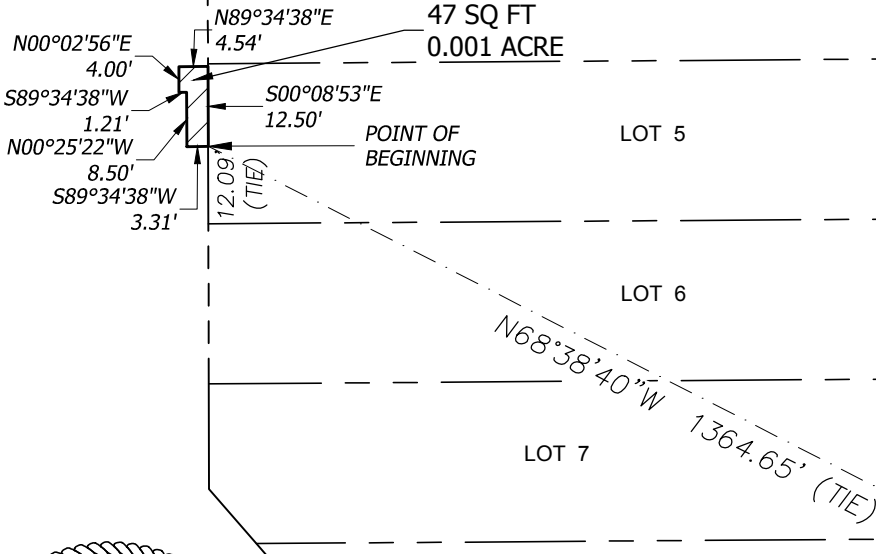 N89°34'38"E
4.54'
47 SQ FT
0.001 ACRE
N00°02'56"E
4.00'
S89°34'38"W
1.21'
N00°25'22"W
8.50'
S89°34'38"W
3.31'
S00°08'53"E
12.50'
POINT OF
BEGINNING
12.09'
(TIE)
LOT 5
LOT 6
N68°38'40"W 1364.65' (TIE)
LOT 7